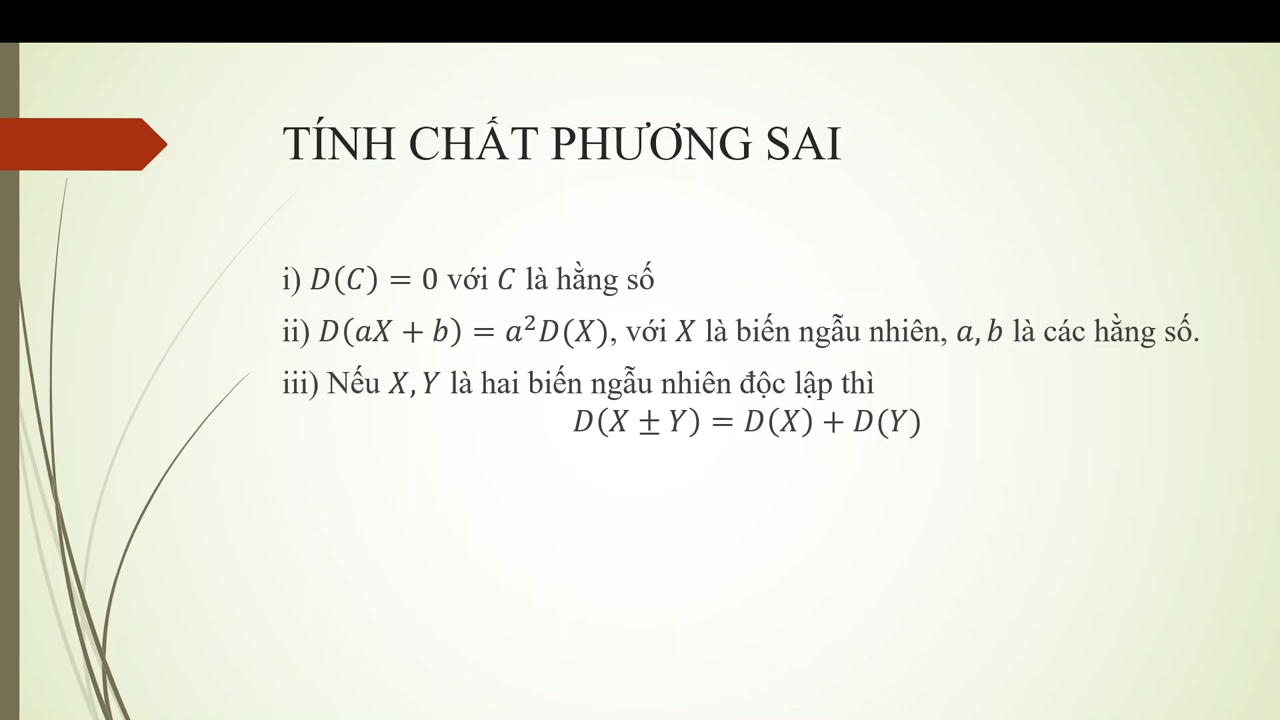 TÍNH CHẤT PHƯƠNG SAI
i) D(C) = 0 với C là hằng số
ii) D(aX + b) = a²D(X), với X là biến ngẫu nhiên, a, b là các hằng số.
iii) Nếu X, Y là hai biến ngẫu nhiên độc lập thì
D(X ± Y) = D(X) + D(Y)